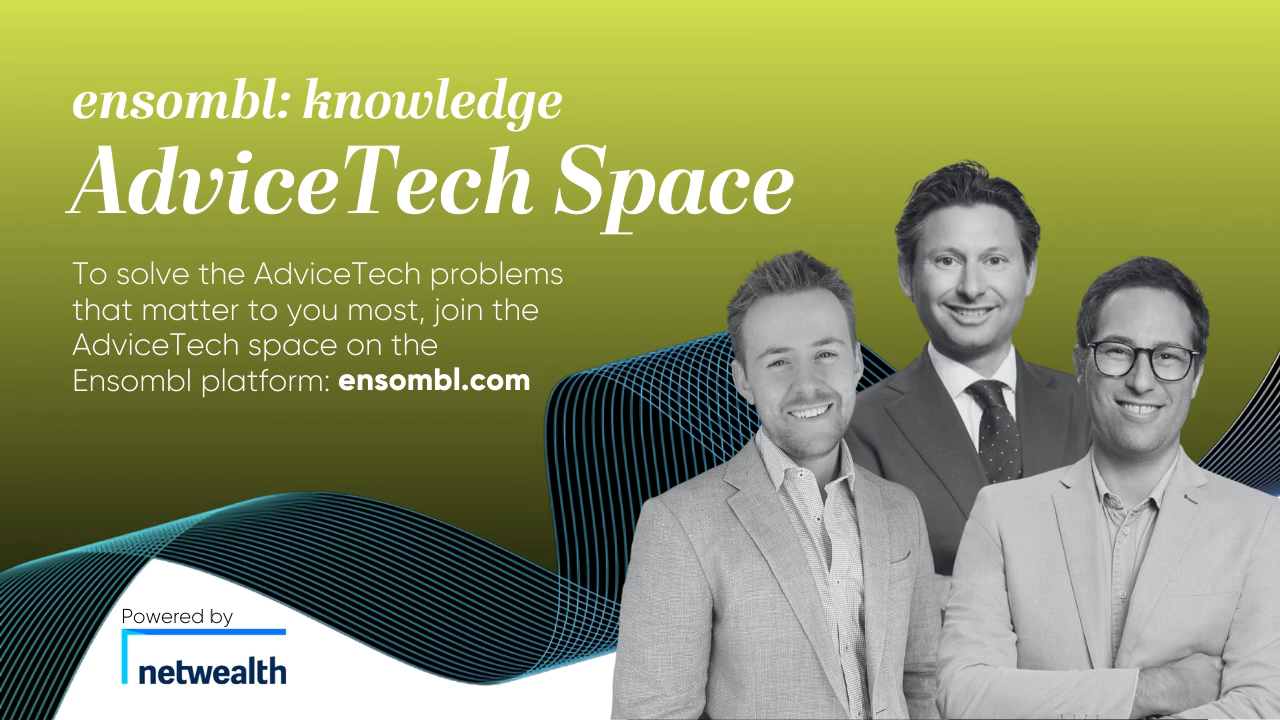 ensombl: knowledge
AdviceTech Space
To solve the AdviceTech problems
that matter to you most, join the
AdviceTech space on the
Ensombl platform: ensombl.com
Powered by
netwealth